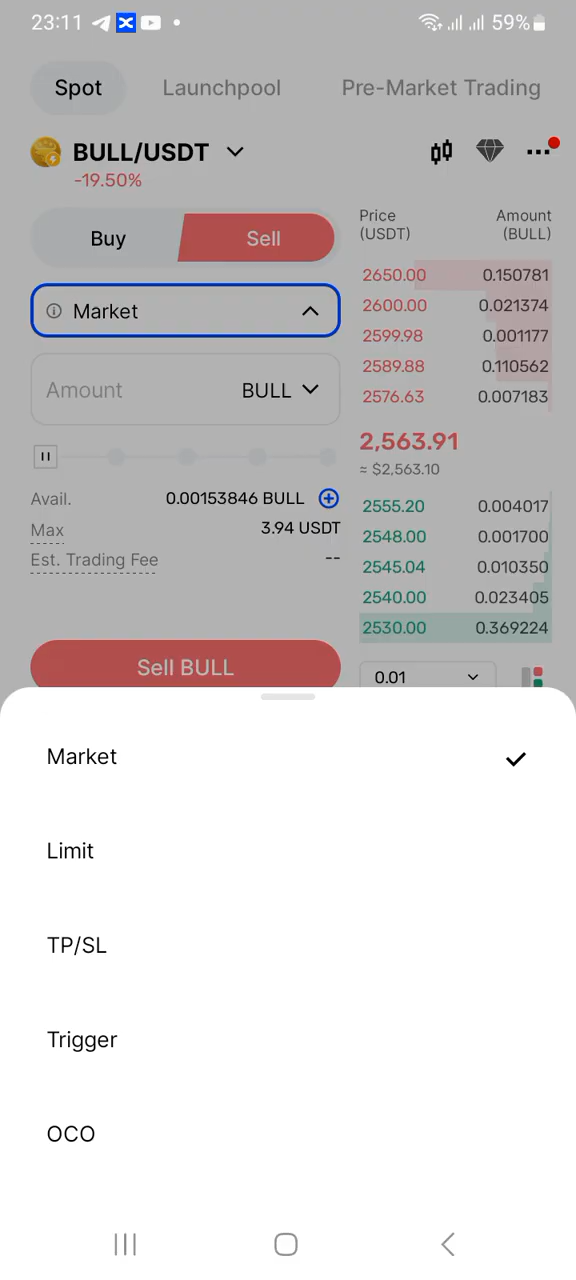 23:11
59%
Spot Launchpool Pre-Market Trading
BULL/USDT
-19.50%
Buy Sell
Market
Amount BULL
Avail. 0.00153846 BULL
Max 3.94 USDT
Est. Trading Fee --
Sell BULL
Price Amount
(USDT) (BULL)
2650.00 0.150781
2600.00 0.021374
2599.98 0.001177
2589.88 0.110562
2576.63 0.007183
2,563.91
≈ $2,563.10
2555.20 0.004017
2548.00 0.001700
2545.04 0.010350
2540.00 0.023405
2530.00 0.369224
0.01
Market
Limit
TP/SL
Trigger
OCO